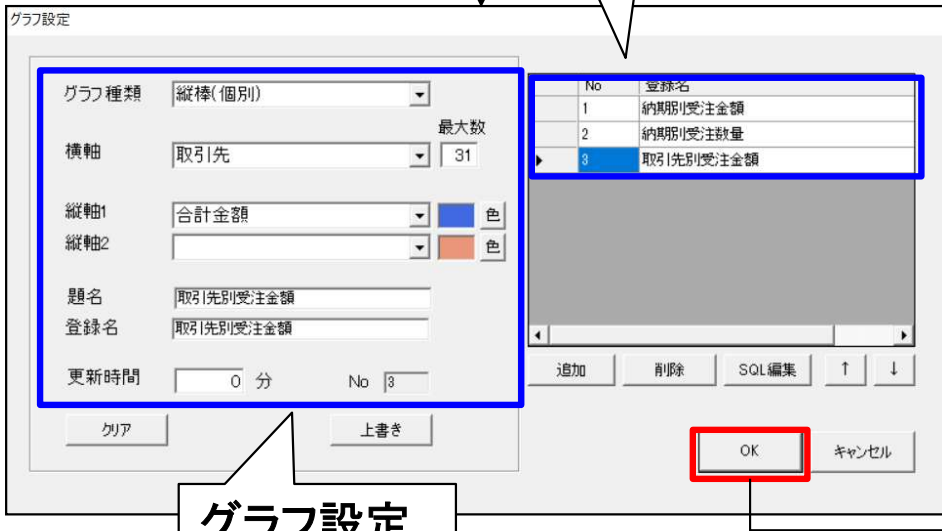 グラフ設定
グラフ種類 縦棒(個別)
最大数
横軸 取引先 31
縦軸1 合計金額 色
縦軸2 色
題名 取引先別受注金額
登録名 取引先別受注金額
更新時間 0 分 No 3
クリア 上書き
No 登録名
1 納期別受注金額
2 納期別受注数量
3 取引先別受注金額
追加 削除 SQL編集 ↑ ↓
OK キャンセル
グラフ設定